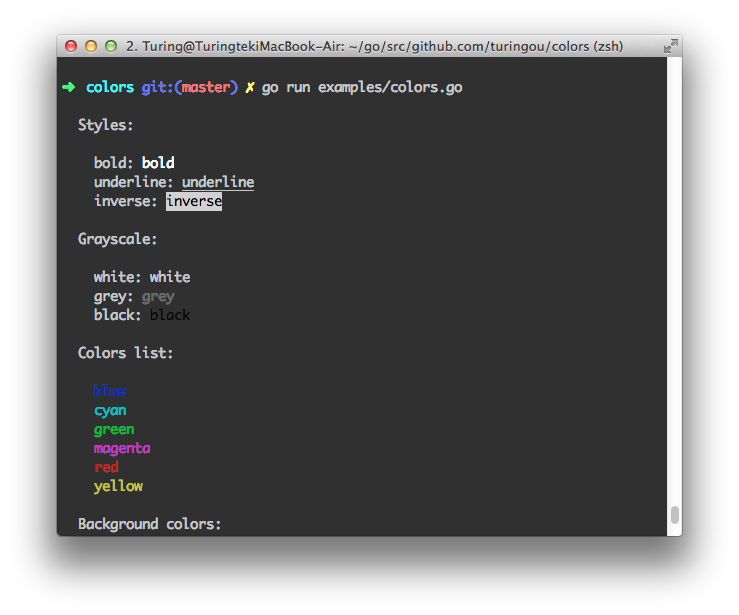 2. Turing@TuringtekiMacBook-Air: ~/go/src/github.com/turingou/colors (zsh)
➜ colors git:(master) ✗ go run examples/colors.go
Styles:
bold: bold
underline: underline
inverse: inverse
Grayscale:
white: white
grey: grey
black: black
Colors list:
blue
cyan
green
magenta
red
yellow
Background colors: